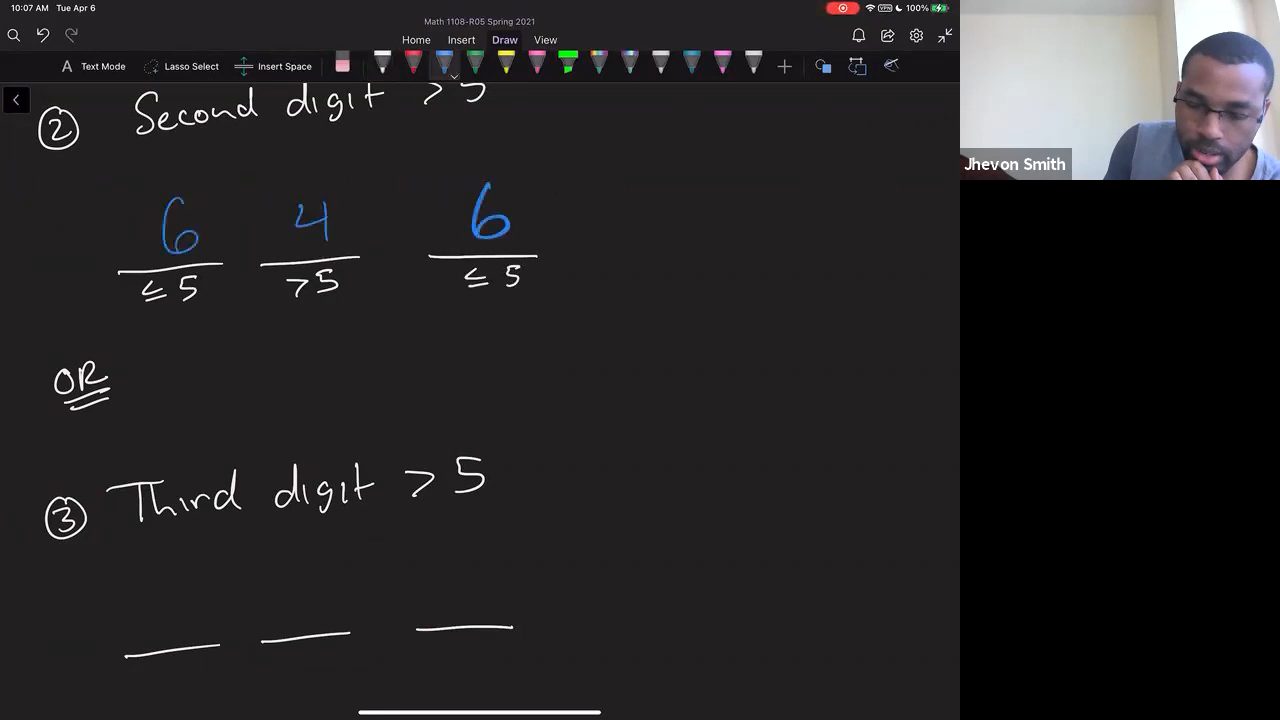 10:07 AM Tue Apr 6
VPN 100%
Math 1108-R05 Spring 2021
Home Insert Draw View
Text Mode Lasso Select Insert Space
② Second digit > 5
6 4 6
≤ 5 > 5 ≤ 5
OR
③ Third digit > 5
Jhevon Smith